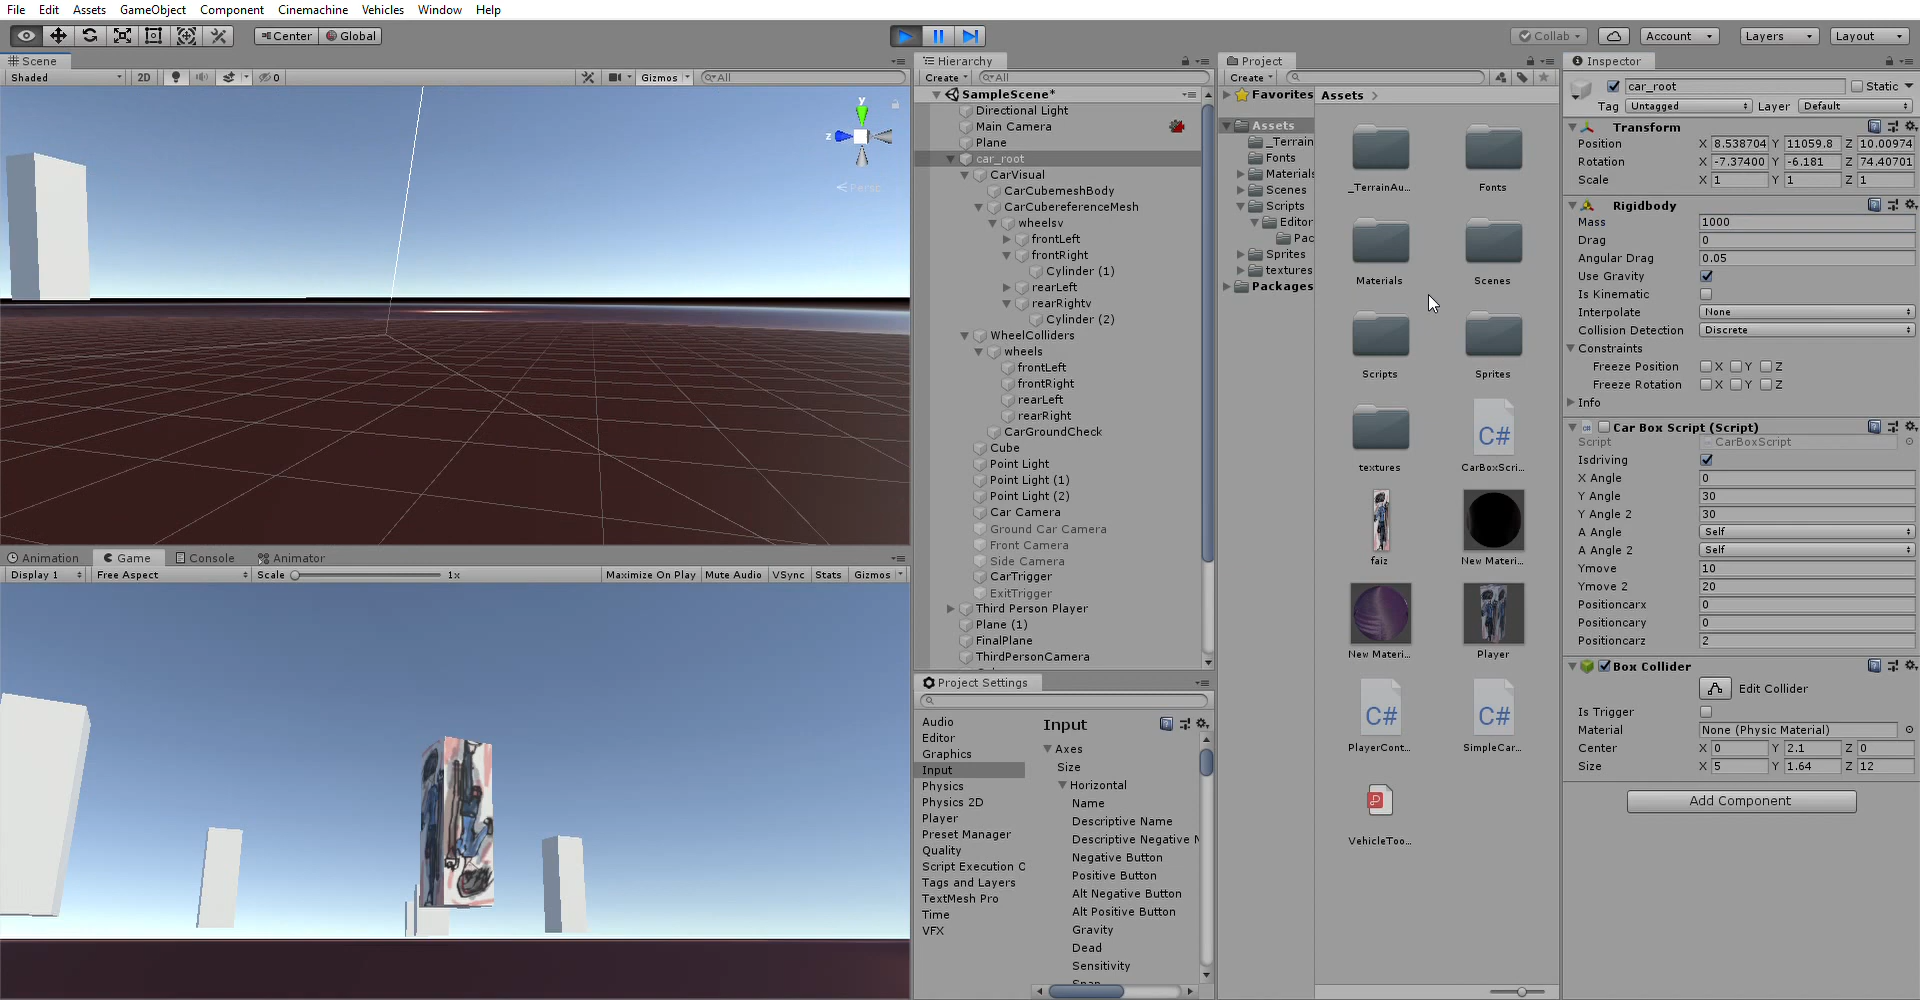 File Edit Assets GameObject Component Cinemachine Vehicles Window Help
Center Global
Collab Account Layers Layout
Scene
Shaded 2D 0 Gizmos All
y
z
Persp
Animation Game Console Animator
Display 1 Free Aspect Scale 1x Maximize On Play Mute Audio VSync Stats Gizmos
Hierarchy
Create All
SampleScene*
Directional Light
Main Camera
Plane
car_root
CarVisual
CarCubemeshBody
CarCubereferenceMesh
wheelsv
frontLeft
frontRight
Cylinder (1)
rearLeft
rearRightv
Cylinder (2)
WheelColliders
wheels
frontLeft
frontRight
rearLeft
rearRight
CarGroundCheck
Cube
Point Light
Point Light (1)
Point Light (2)
Car Camera
Ground Car Camera
Front Camera
Side Camera
CarTrigger
ExitTrigger
Third Person Player
Plane (1)
FinalPlane
ThirdPersonCamera
Project Settings
Audio
Editor
Graphics
Input
Physics
Physics 2D
Player
Preset Manager
Quality
Script Execution O
Tags and Layers
TextMesh Pro
Time
VFX
Input
Axes
Size
Horizontal
Name
Descriptive Name
Descriptive Negative N
Negative Button
Positive Button
Alt Negative Button
Alt Positive Button
Gravity
Dead
Sensitivity
Project
Create
Favorites
Assets
_Terrain
Fonts
Materials
Scenes
Scripts
Editor
Pac
Sprites
textures
Packages
Assets
_TerrainAu... Fonts
Materials Scenes
Scripts Sprites
C#
textures CarBoxScri...
faiz New Materi...
New Materi... Player
C# C#
PlayerCont... SimpleCar...
VehicleToo...
Inspector
car_root Static
Tag Untagged Layer Default
Transform
Position X 8.538704 Y 11059.8 Z 10.00974
Rotation X -7.37400 Y -6.181 Z 74.40701
Scale X 1 Y 1 Z 1
Rigidbody
Mass 1000
Drag 0
Angular Drag 0.05
Use Gravity
Is Kinematic
Interpolate None
Collision Detection Discrete
Constraints
Freeze Position X Y Z
Freeze Rotation X Y Z
Info
Car Box Script (Script)
Script CarBoxScript
Isdriving
X Angle 0
Y Angle 30
Y Angle 2 30
A Angle Self
A Angle 2 Self
Ymove 10
Ymove 2 20
Positioncarx 0
Positioncary 0
Positioncarz 2
Box Collider
Edit Collider
Is Trigger
Material None (Physic Material)
Center X 0 Y 2.1 Z 0
Size X 5 Y 1.64 Z 12
Add Component